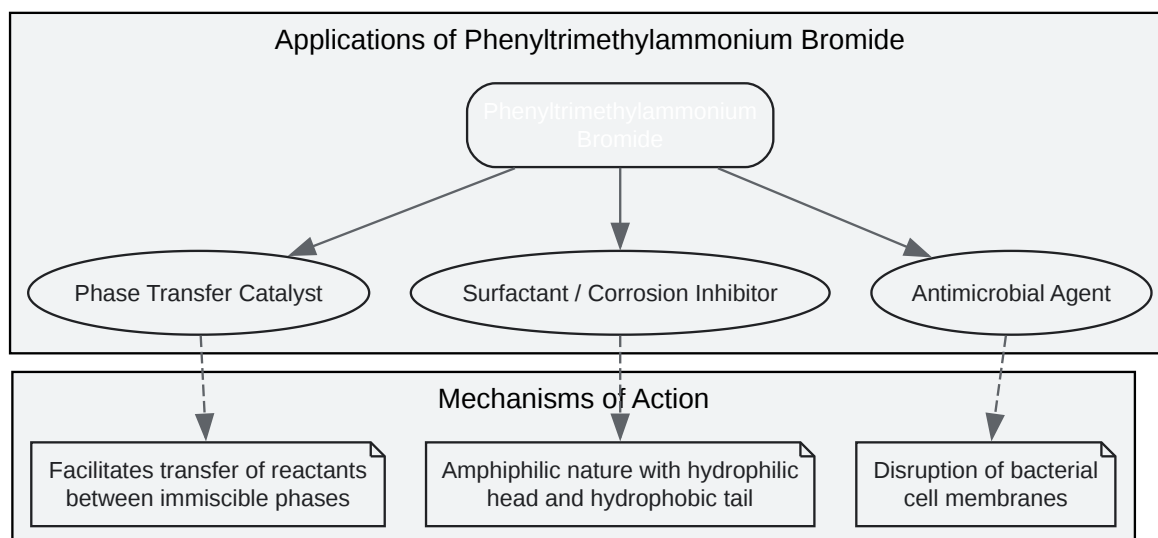 Applications of Phenyltrimethylammonium Bromide
Phenyltrimethylammonium
Bromide
Phase Transfer Catalyst
Surfactant / Corrosion Inhibitor
Antimicrobial Agent
Mechanisms of Action
Facilitates transfer of reactants
between immiscible phases
Amphiphilic nature with hydrophilic
head and hydrophobic tail
Disruption of bacterial
cell membranes